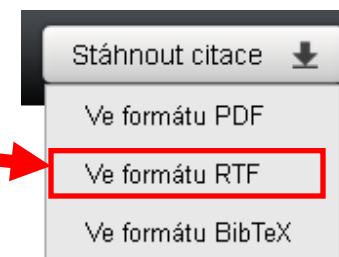 Stáhnout citace
Ve formátu PDF
Ve formátu RTF
Ve formátu BibTeX